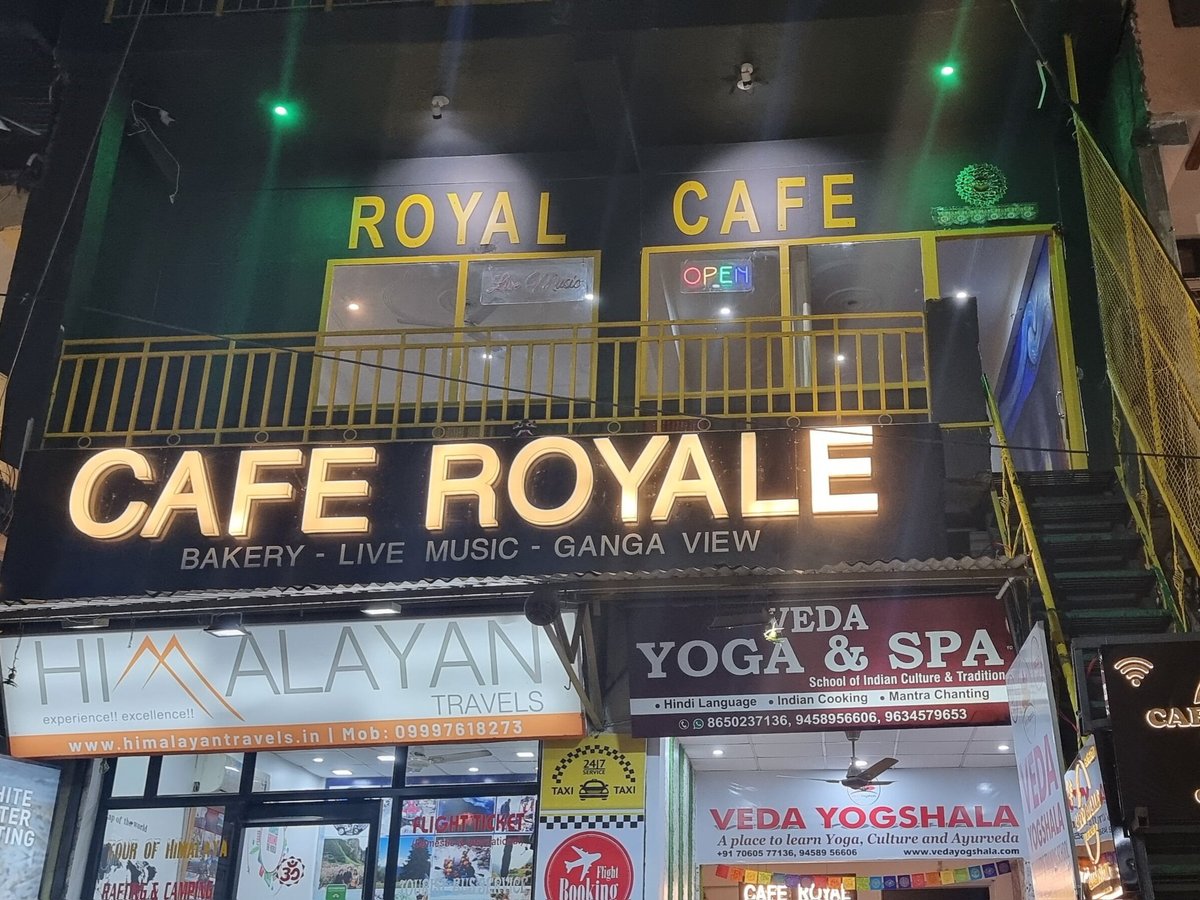 ROYAL CAFE
Live Music
OPEN
CAFE ROYALE
BAKERY - LIVE MUSIC - GANGA VIEW
HIMALAYAN
TRAVELS
experience!! excellence!!
www.himalayantravels.in | Mob: 09997618273
VEDA
YOGA & SPA
School of Indian Culture & Tradition
• Hindi Language • Indian Cooking • Mantra Chanting
8650237136, 9458956606, 9634579653
24/7
SERVICE
TAXI TAXI
Flight
Booking
FLIGHT TICKET
TOUR OF HIMALAYA
RAFTING & CAMPING
ॐ
VEDA YOGSHALA
A place to learn Yoga, Culture and Ayurveda
+91 70605 77136, 94589 56606 www.vedayogshala.com
CAFE ROYAL
VEDA
YOGSHALA